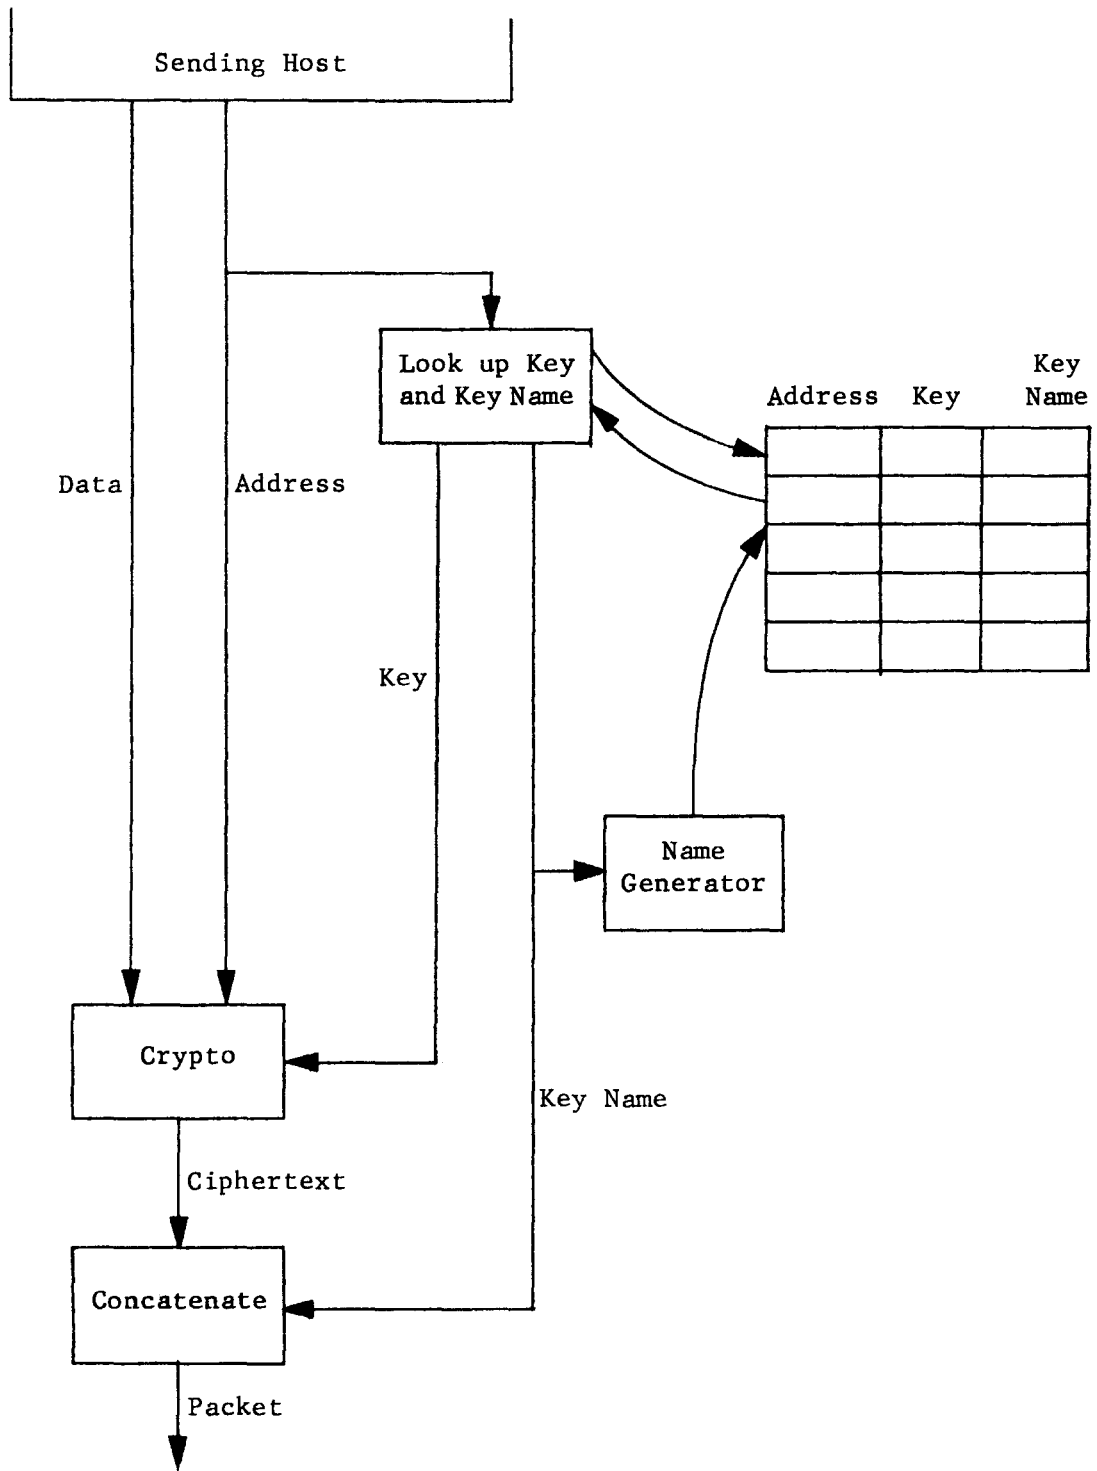 Sending Host
Look up Key
and Key Name
Key
Address Key Name
Data
Address
Key
Name
Generator
Crypto
Key Name
Ciphertext
Concatenate
Packet